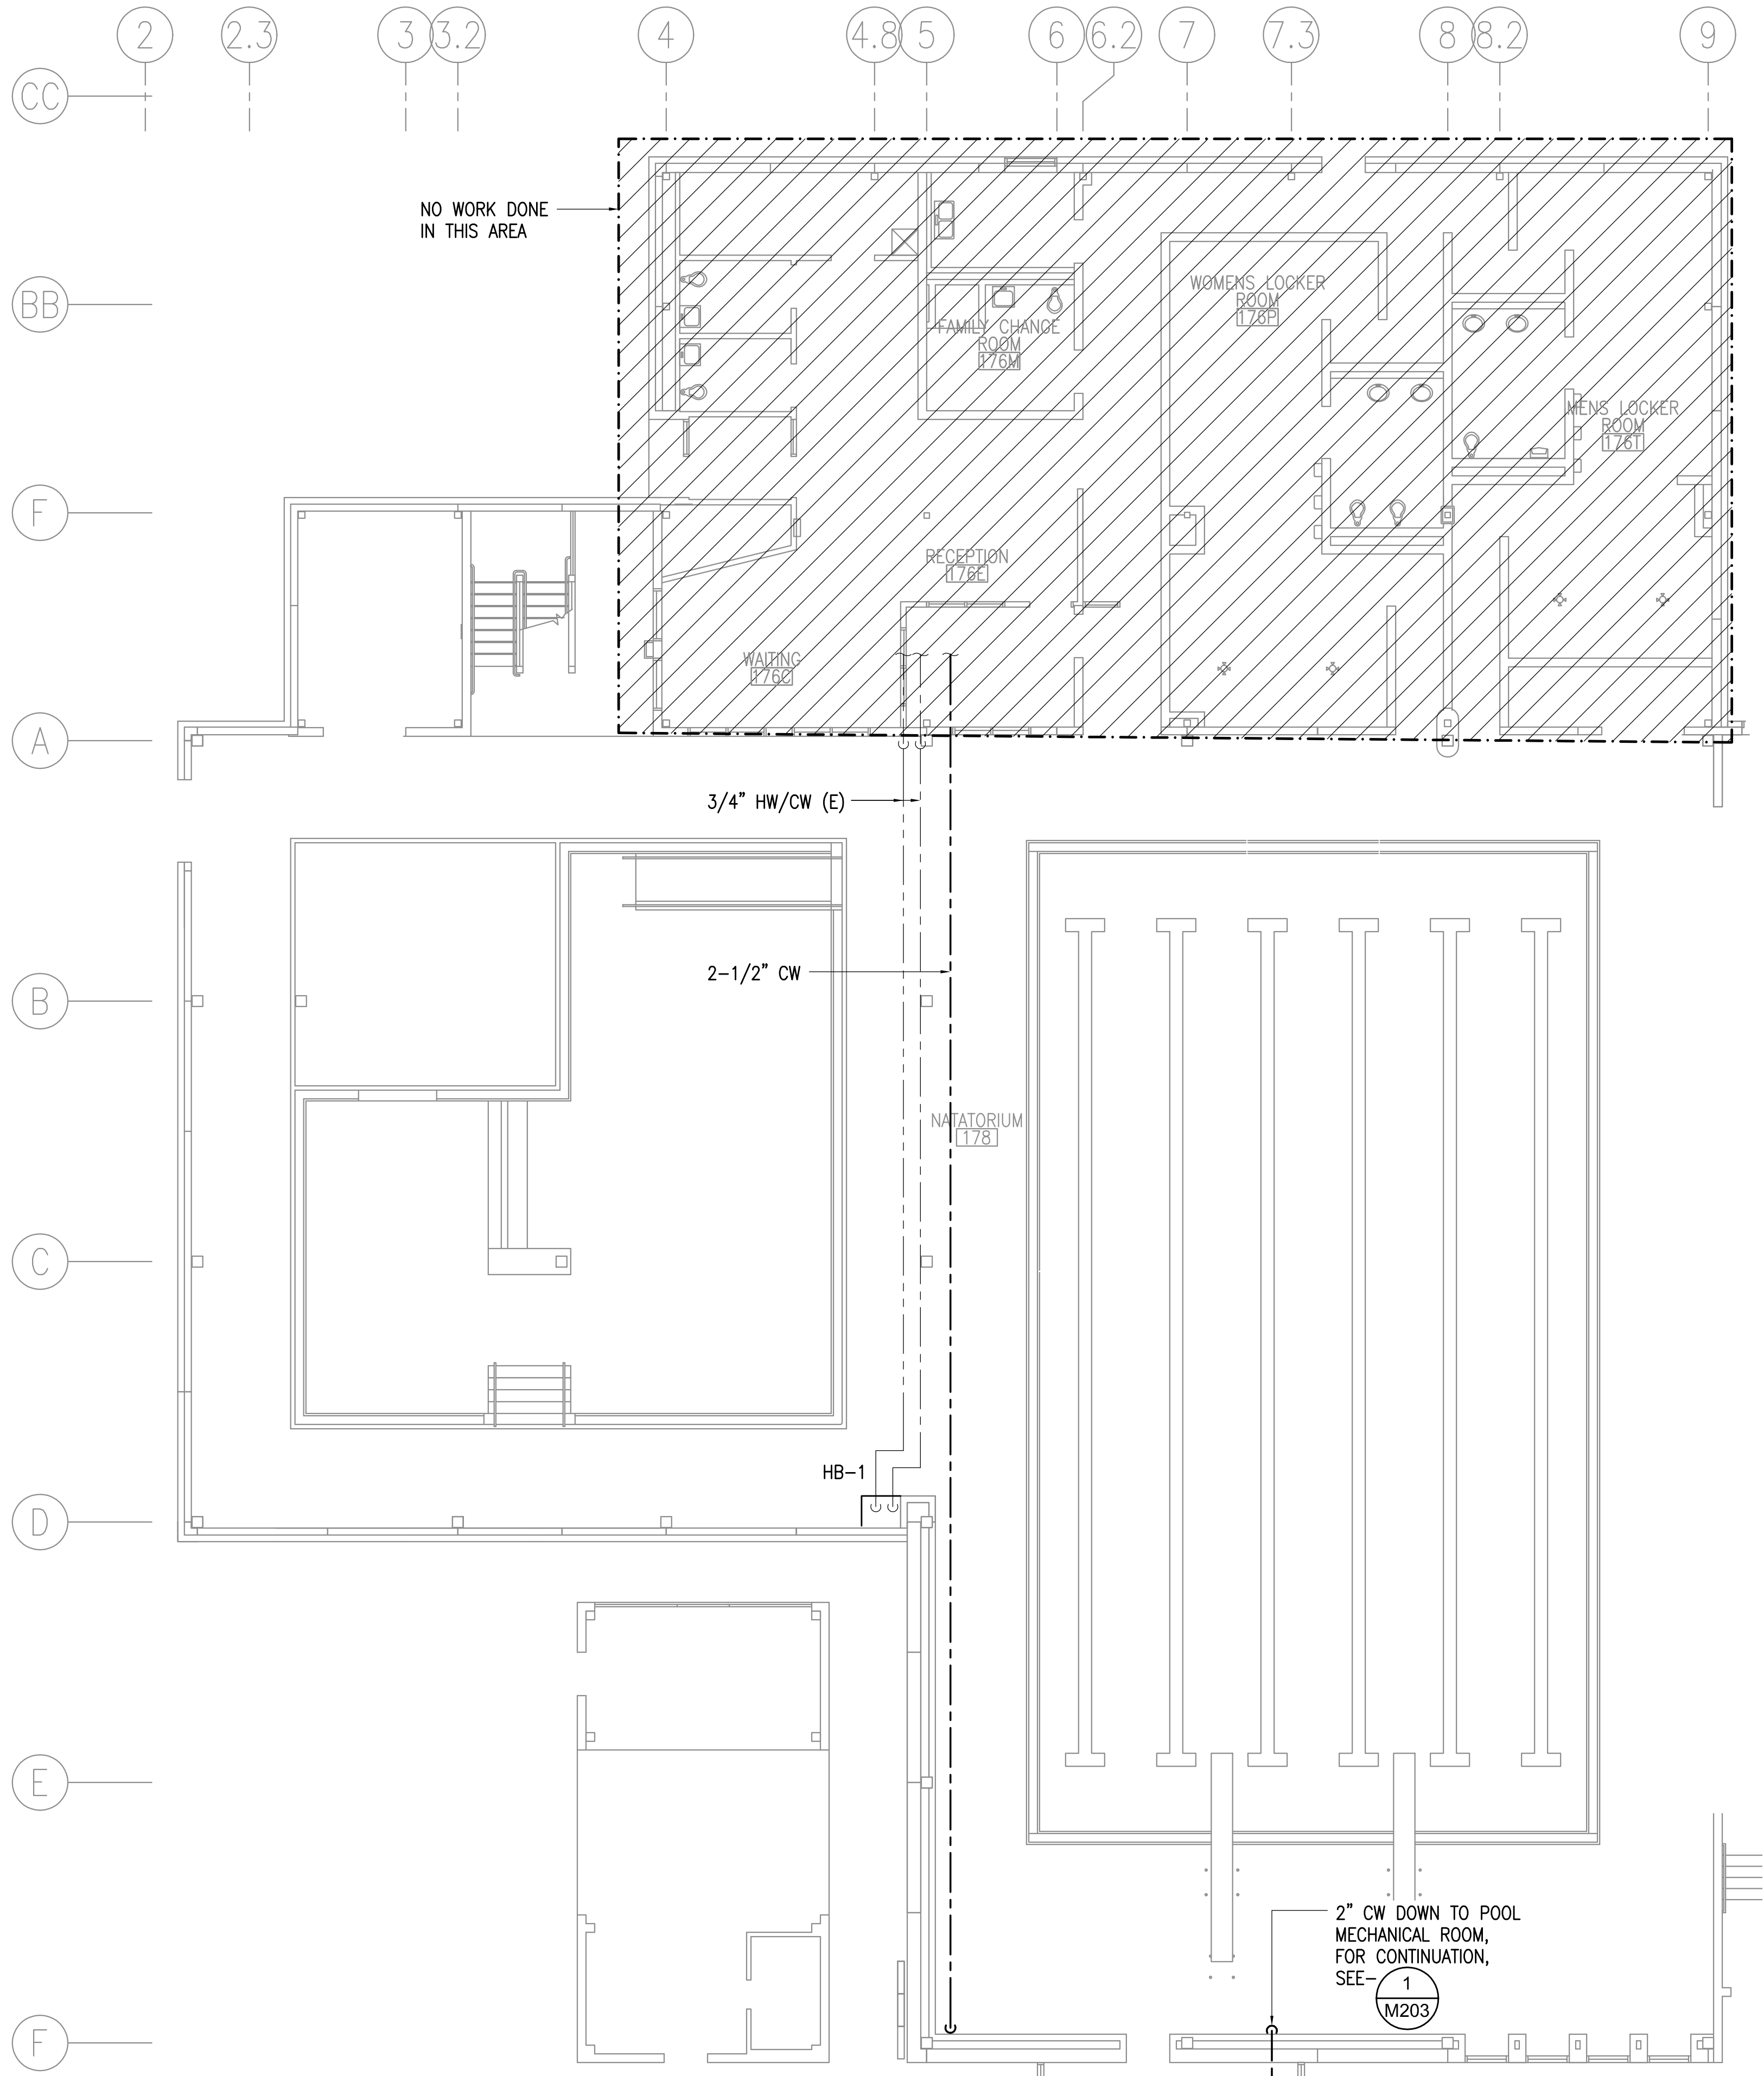 2
2.3
3
3.2
4
4.8
5
6
6.2
7
7.3
8
8.2
9
CC
NO WORK DONE
IN THIS AREA
BB
WOMENS LOCKER
ROOM
176P
FAMILY CHANGE
ROOM
176M
MENS LOCKER
ROOM
176T
F
RECEPTION
176E
WAITING
176C
A
3/4" HW/CW (E)
2-1/2" CW
B
NATATORIUM
178
C
HB-1
D
E
2" CW DOWN TO POOL
MECHANICAL ROOM,
FOR CONTINUATION,
SEE-
1
M203
F